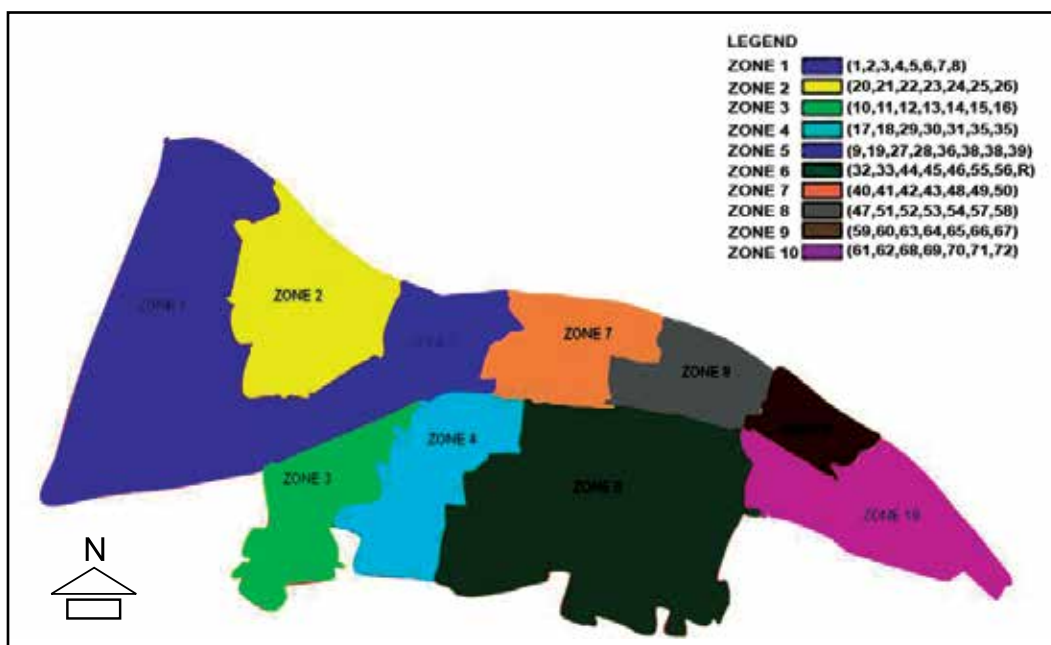 LEGEND
ZONE 1 (1,2,3,4,5,6,7,8)
ZONE 2 (20,21,22,23,24,25,26)
ZONE 3 (10,11,12,13,14,15,16)
ZONE 4 (17,18,29,30,31,35,35)
ZONE 5 (9,19,27,28,36,38,38,39)
ZONE 6 (32,33,44,45,46,55,56,R)
ZONE 7 (40,41,42,43,48,49,50)
ZONE 8 (47,51,52,53,54,57,58)
ZONE 9 (59,60,63,64,65,66,67)
ZONE 10 (61,62,68,69,70,71,72)
ZONE 1
ZONE 2
ZONE 7
ZONE
ZONE 4
ZONE 3
ZONE
ZONE 10
N